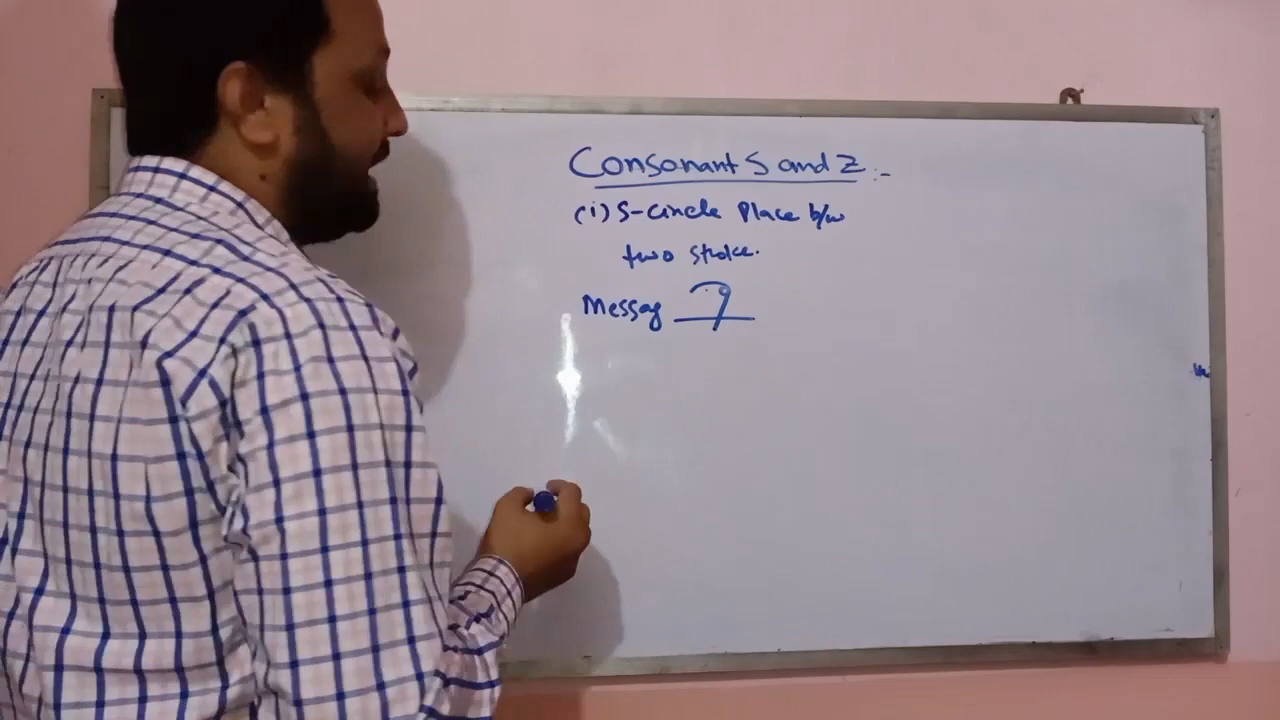 Consonant S and Z :-
(i) S-Circle Place b/w
two stroke.
Messag